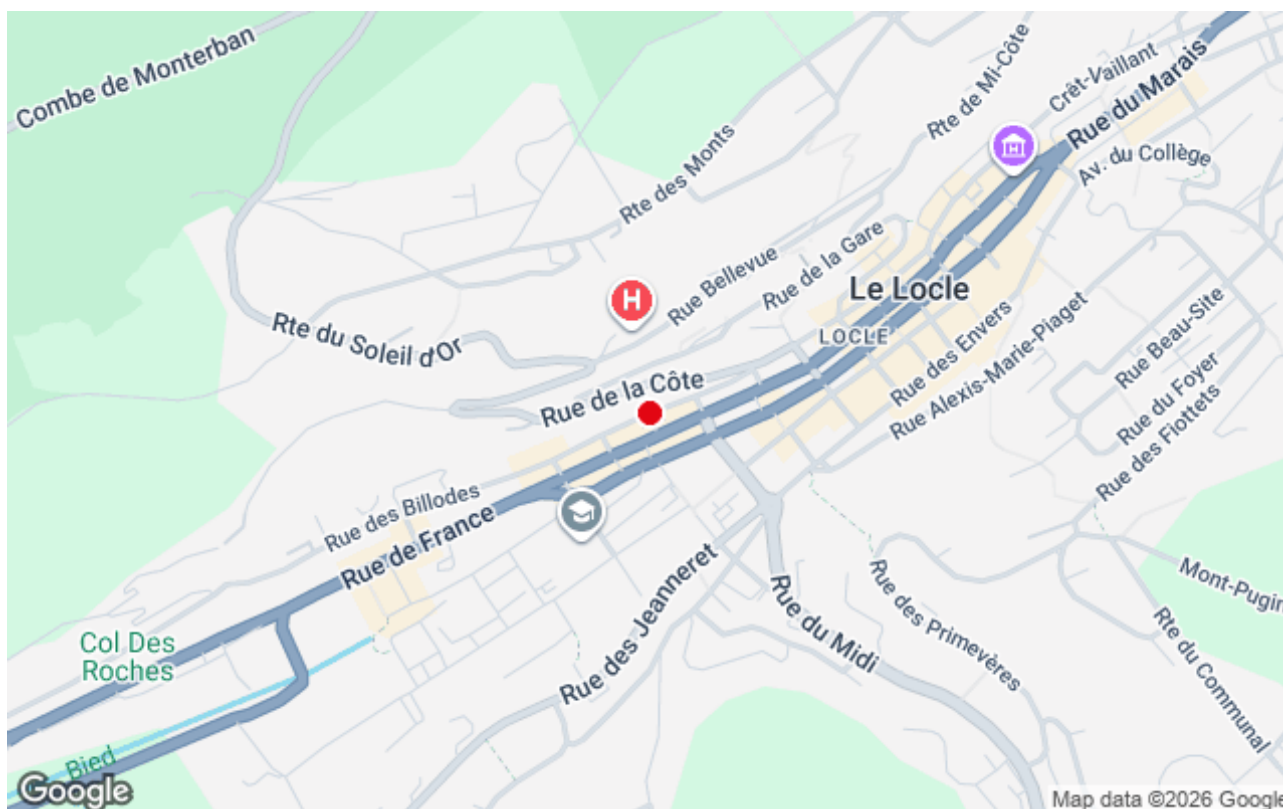 Combe de Monterban
Crêt-Vaillant
Rue du Marais
Rte de Mi-Côte
Rte des Monts
Av. du Collège
H
Rue Bellevue
Rue de la Gare
Le Locle
LOCLE
Rte du Soleil d'Or
Rue de la Côte
Rue des Envers
Rue Alexis-Marie-Piaget
Rue Beau-Site
Rue du Foyer
Rue des Fiottets
Rue des Billodes
Rue de France
Rue des Jeanneret
Rue du Midi
Rue des Primevères
Mont-Pugin
Rte du Communal
Col Des
Roches
Bied
Google
Map data ©2026 Google